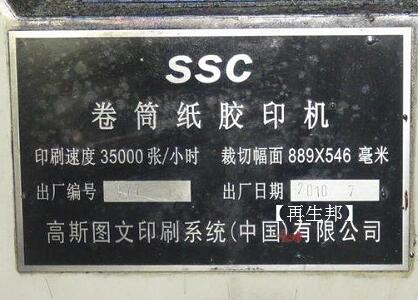 SSC
卷筒纸胶印机
印刷速度 35000 张/小时 裁切幅面 889X546 毫米
出厂编号 出厂日期 2010 7
【再生邦】
高斯图文印刷系统(中国)有限公司